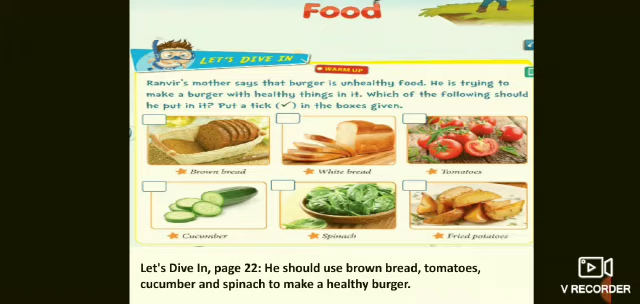 Food
LET'S DIVE IN
WARM UP
Ranvir's mother says that burger is unhealthy food. He is trying to
make a burger with healthy things in it. Which of the following should
he put in it? Put a tick (✓) in the boxes given.
Brown bread
White bread
Tomatoes
Cucumber
Spinach
Fried potatoes
Let's Dive In, page 22: He should use brown bread, tomatoes,
cucumber and spinach to make a healthy burger.
V RECORDER